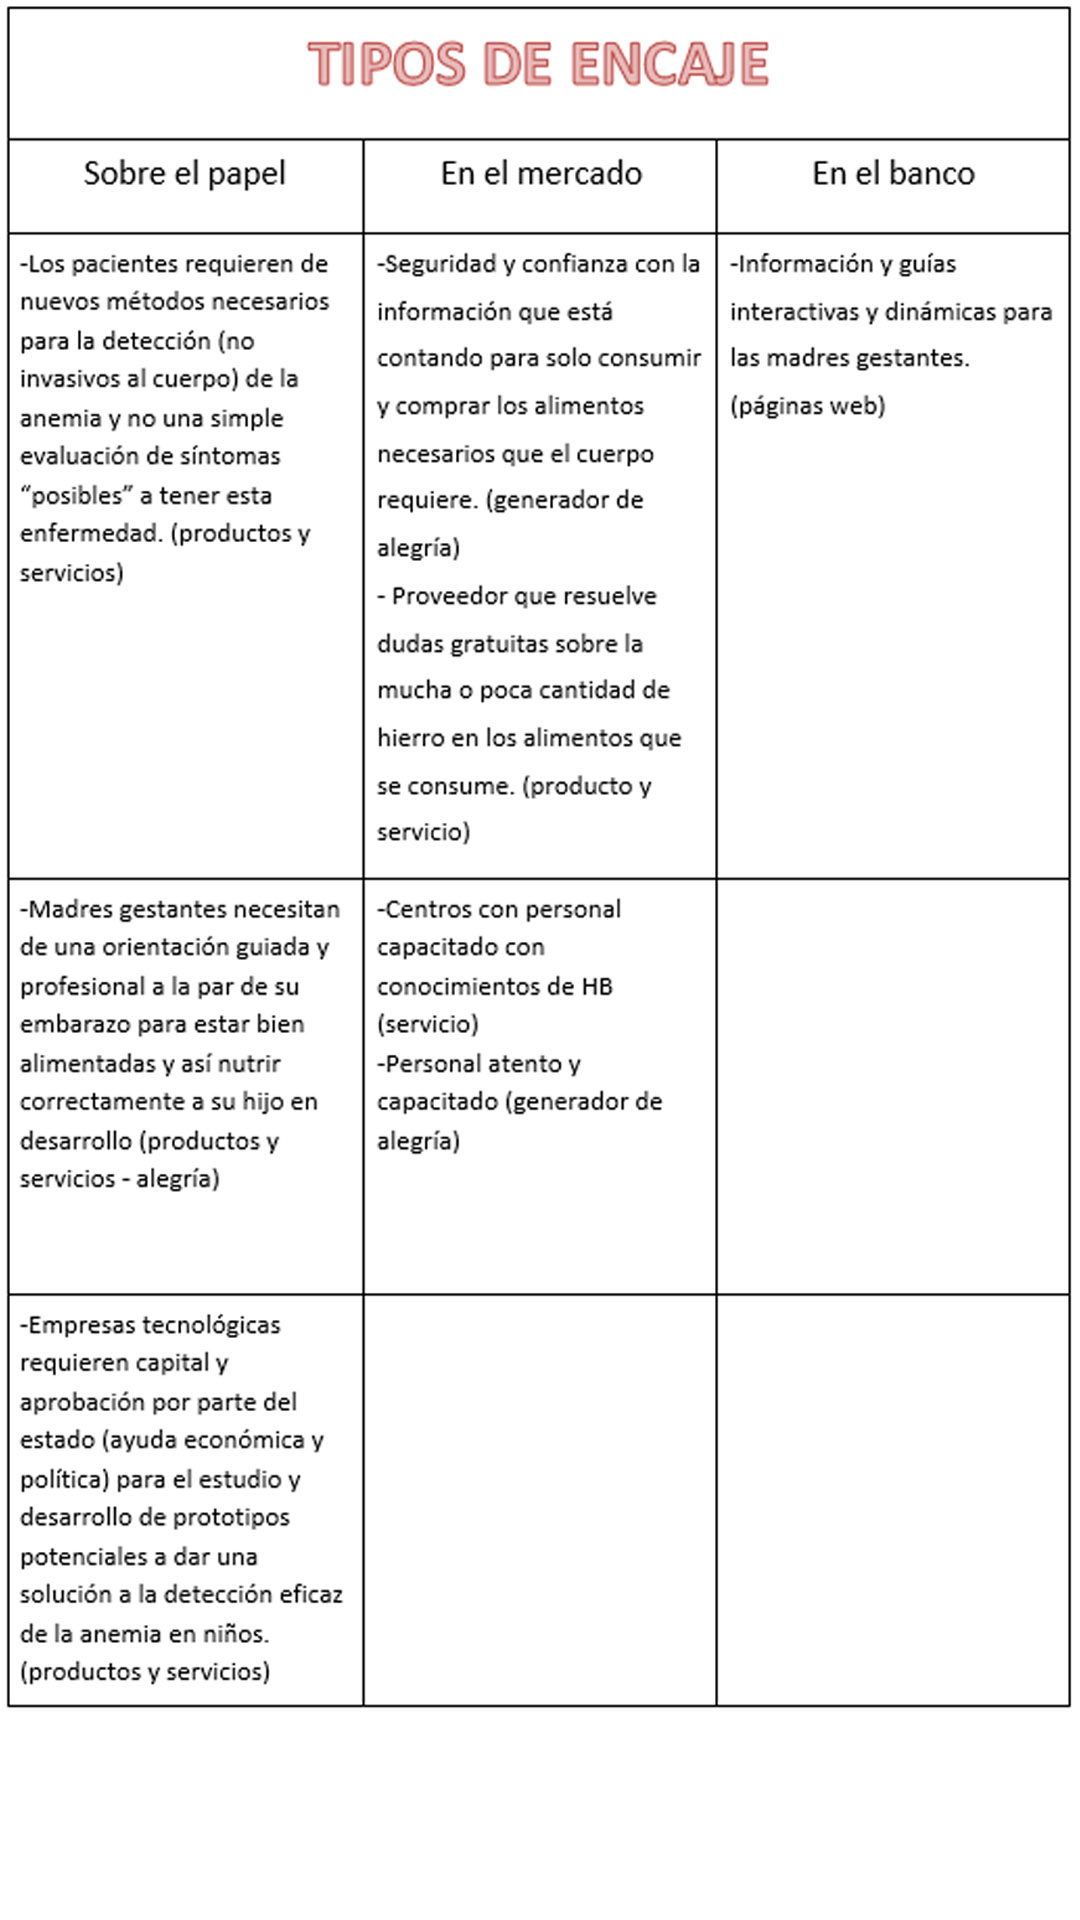 TIPOS DE ENCAJE
Sobre el papel
En el mercado
En el banco
-Los pacientes requieren de
nuevos métodos necesarios
para la detección (no
invasivos al cuerpo) de la
anemia y no una simple
evaluación de síntomas
“posibles” a tener esta
enfermedad. (productos y
servicios)
-Seguridad y confianza con la
información que está
contando para solo consumir
y comprar los alimentos
necesarios que el cuerpo
requiere. (generador de
alegría)
- Proveedor que resuelve
dudas gratuitas sobre la
mucha o poca cantidad de
hierro en los alimentos que
se consume. (producto y
servicio)
-Información y guías
interactivas y dinámicas para
las madres gestantes.
(páginas web)
-Madres gestantes necesitan
de una orientación guiada y
profesional a la par de su
embarazo para estar bien
alimentadas y así nutrir
correctamente a su hijo en
desarrollo (productos y
servicios - alegría)
-Centros con personal
capacitado con
conocimientos de HB
(servicio)
-Personal atento y
capacitado (generador de
alegría)
-Empresas tecnológicas
requieren capital y
aprobación por parte del
estado (ayuda económica y
política) para el estudio y
desarrollo de prototipos
potenciales a dar una
solución a la detección eficaz
de la anemia en niños.
(productos y servicios)